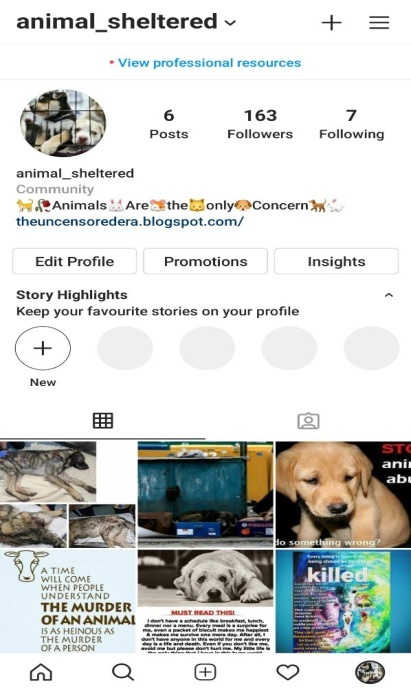 animal_sheltered
View professional resources
6 163 7
Posts Followers Following
animal_sheltered
Community
🐈🥀Animals🐰Are🐹the🐱only🐶Concern🐕🐇
theuncensoredera.blogspot.com/
Edit Profile Promotions Insights
Story Highlights
Keep your favourite stories on your profile
New
STO
ani
abu
do something wrong?
A TIME
WILL COME
WHEN PEOPLE
UNDERSTAND
THE MURDER
OF AN ANIMAL
IS AS HEINOUS AS
THE MURDER
OF A PERSON
MUST READ THIS!
I don't have a schedule like breakfast, lunch,
dinner nor a menu. Every meal is a surprise for
me, even a packet of biscuit makes me happiest
& makes me survive one more day. After all, I
don't have anyone in this world for me and every
day is a life and death. Even if you don't like me,
avoid me but please don't hurt me. My little life is
killed